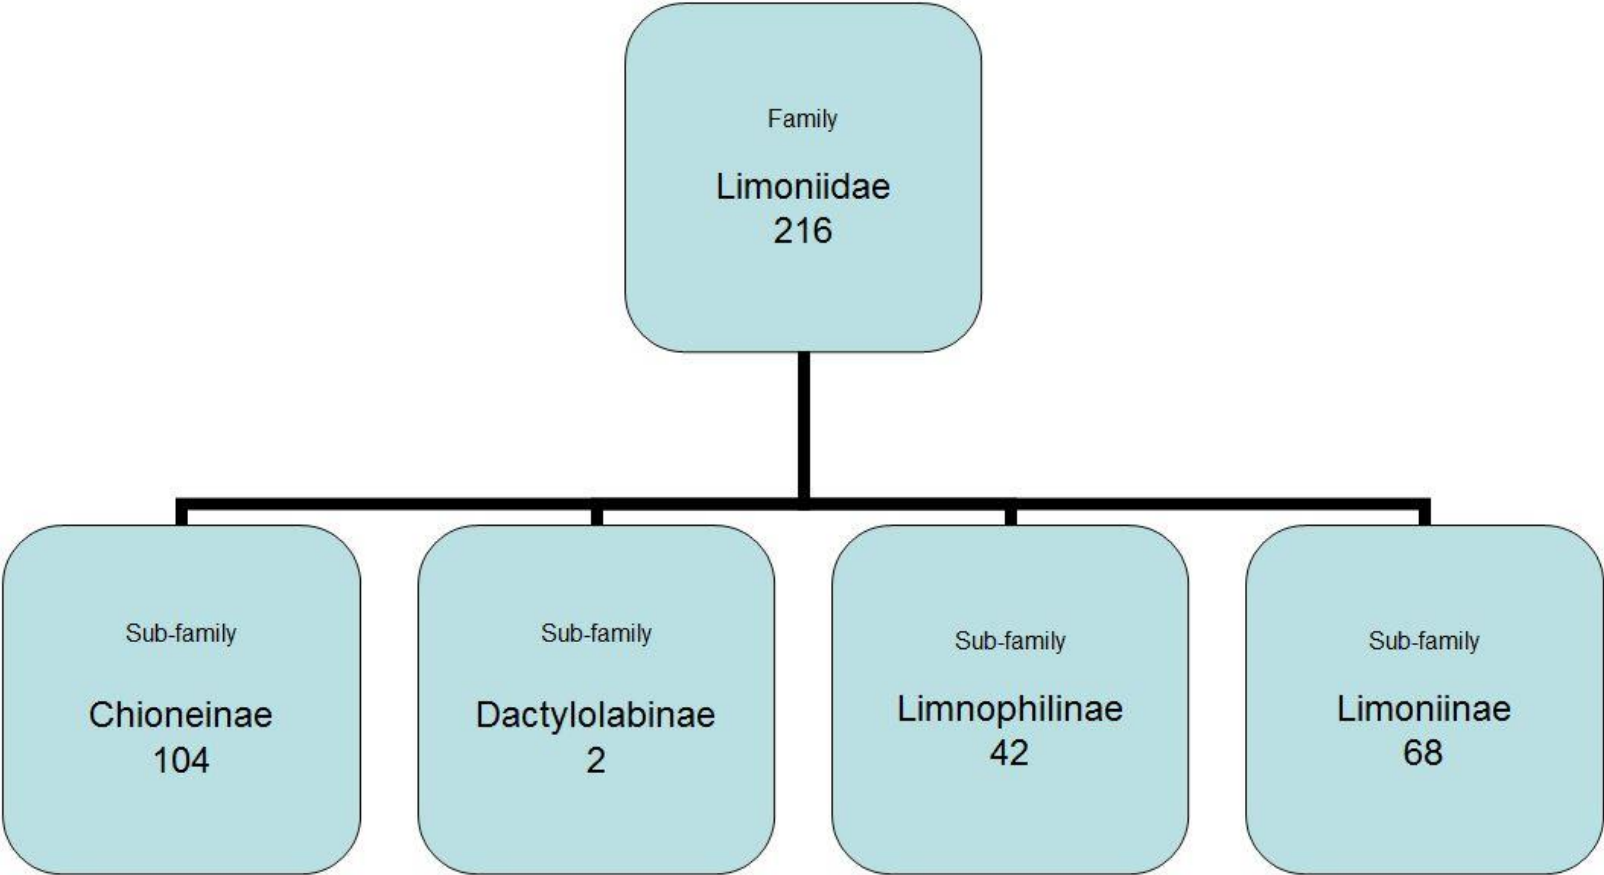 Family
Limoniidae
216
Sub-family
Chioneinae
104
Sub-family
Dactylolabinae
2
Sub-family
Limnophilinae
42
Sub-family
Limoniinae
68